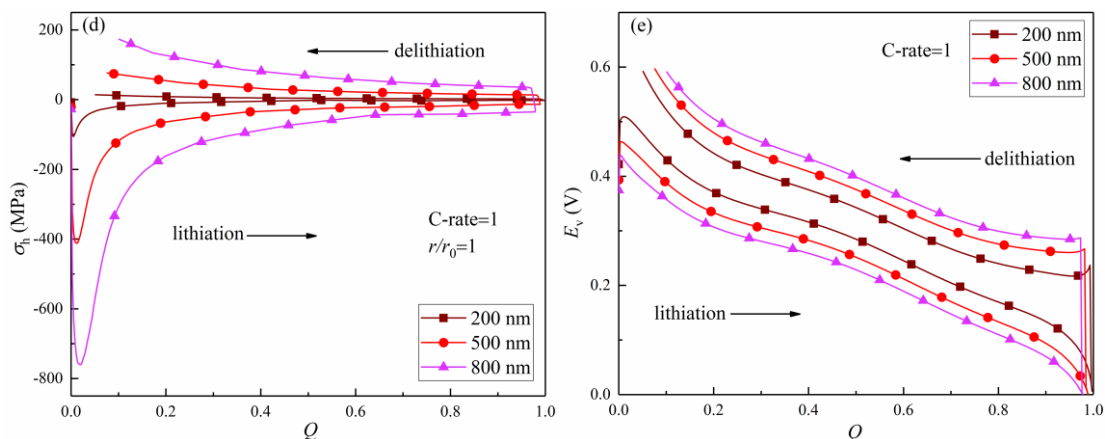 (d)
200
100
0
-200
-400
-600
-800
σh (MPa)
delithiation
lithiation
C-rate=1
r/r0=1
200 nm
500 nm
800 nm
0.0 0.2 0.4 0.6 0.8 1.0
Q
(e)
C-rate=1
200 nm
500 nm
800 nm
0.6
0.4
0.2
0.0
Ev (V)
delithiation
lithiation
0.0 0.2 0.4 0.6 0.8 1.0
Q